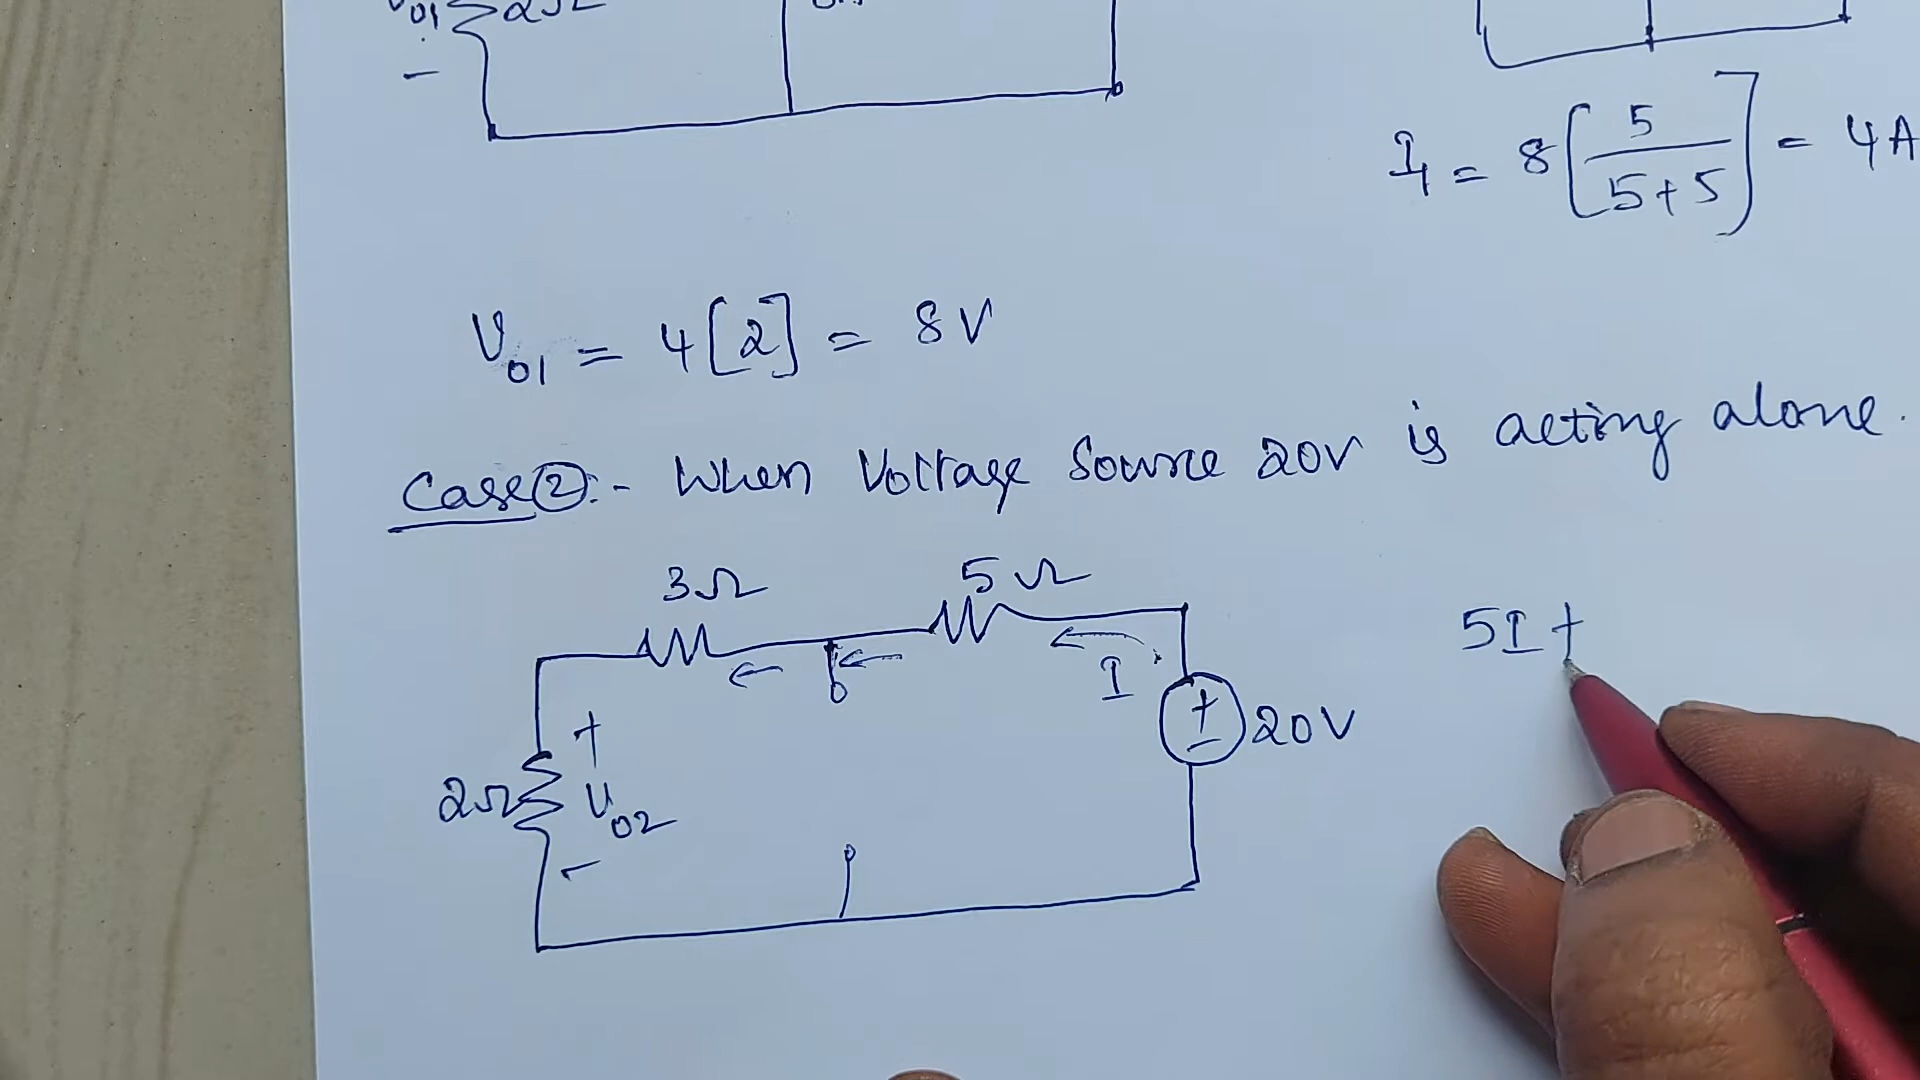 2Ω
I1 = 8[5/(5+5)] = 4A
V01 = 4[2] = 8V
Case②:- When Voltage Source 20V is acting alone.
3Ω
5Ω
5I +
I
+
2Ω
V02
-
+
-
20V